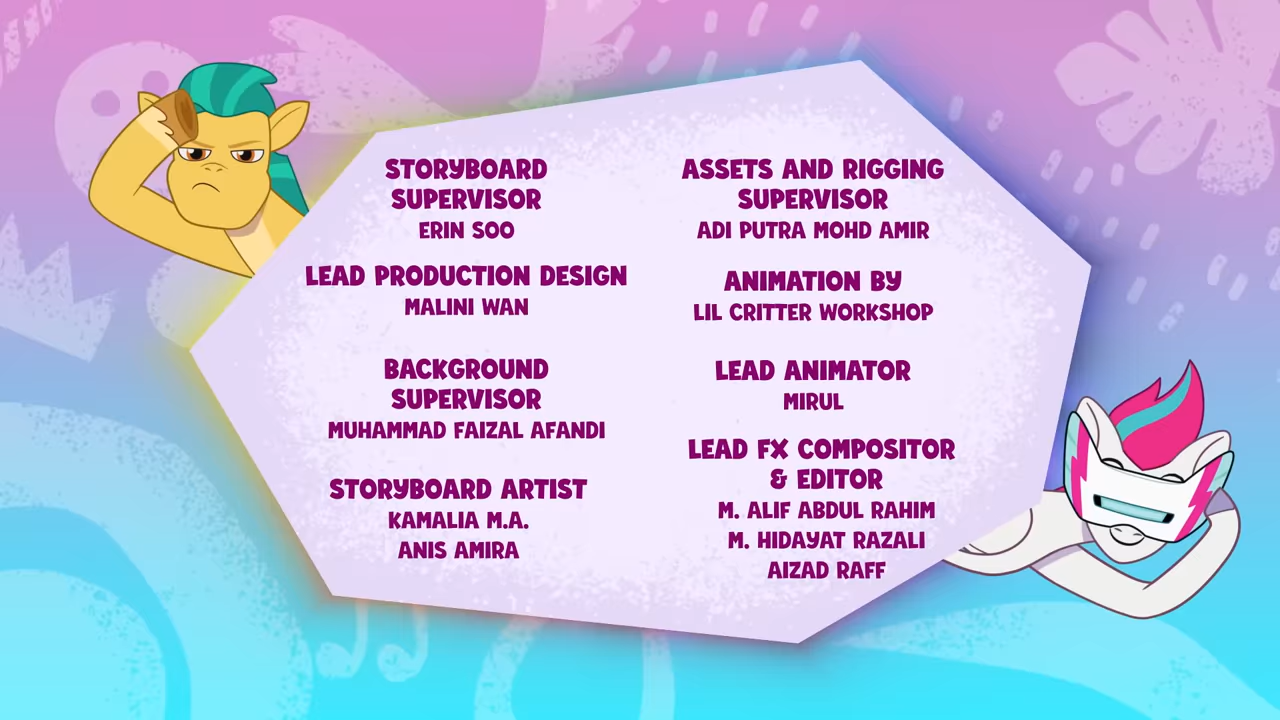 STORYBOARD
SUPERVISOR
ERIN SOO
LEAD PRODUCTION DESIGN
MALINI WAN
BACKGROUND
SUPERVISOR
MUHAMMAD FAIZAL AFANDI
STORYBOARD ARTIST
KAMALIA M.A.
ANIS AMIRA
ASSETS AND RIGGING
SUPERVISOR
ADI PUTRA MOHD AMIR
ANIMATION BY
LIL CRITTER WORKSHOP
LEAD ANIMATOR
MIRUL
LEAD FX COMPOSITOR
& EDITOR
M. ALIF ABDUL RAHIM
M. HIDAYAT RAZALI
AIZAD RAFF